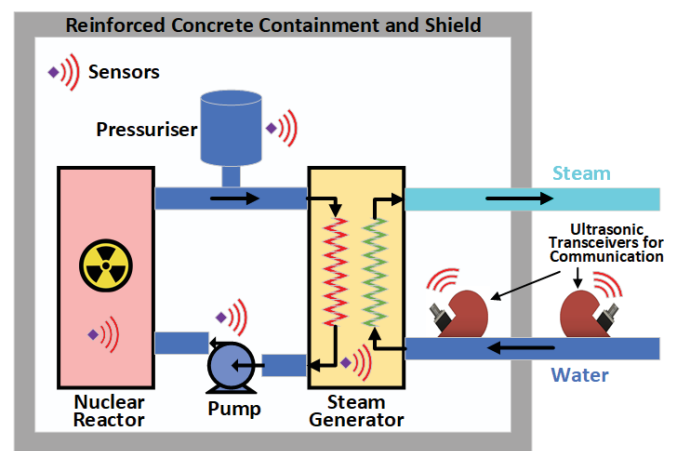 Reinforced Concrete Containment and Shield
Sensors
Pressuriser
Steam
Ultrasonic
Transceivers for
Communication
Nuclear
Reactor
Pump
Steam
Generator
Water